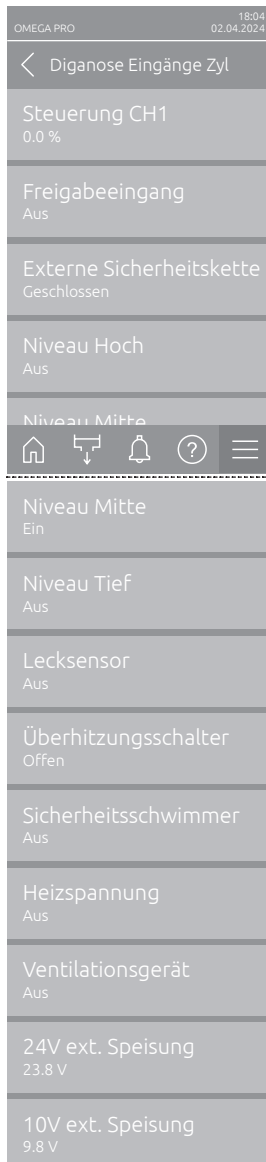 18:04
OMEGA PRO 02.04.2024
Diganose Eingänge Zyl
Steuerung CH1
0.0 %
Freigabeeingang
Aus
Externe Sicherheitskette
Geschlossen
Niveau Hoch
Aus
Niveau Mitte
?
Niveau Mitte
Ein
Niveau Tief
Aus
Lecksensor
Aus
Überhitzungsschalter
Offen
Sicherheitsschwimmer
Aus
Heizspannung
Aus
Ventilationsgerät
Aus
24V ext. Speisung
23.8 V
10V ext. Speisung
9.8 V